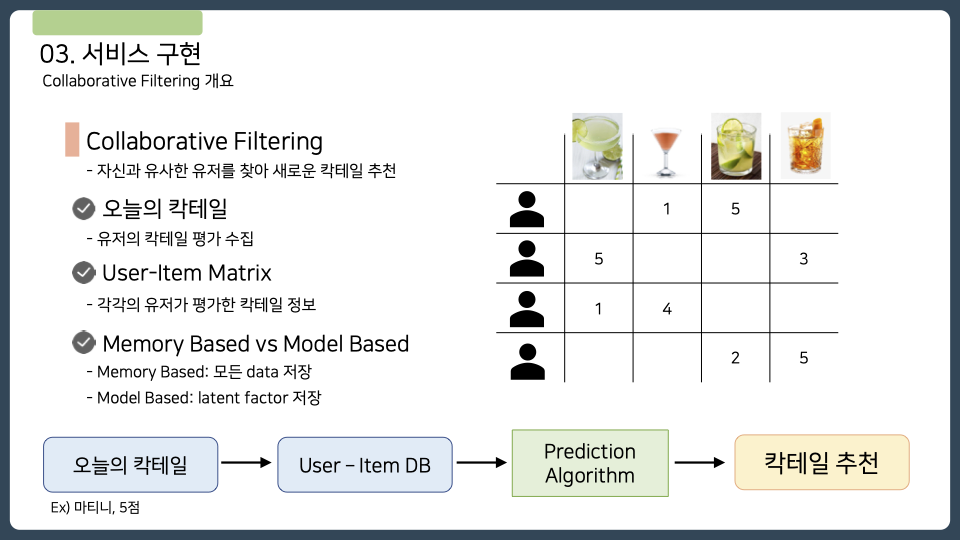 03. 서비스 구현
Collaborative Filtering 개요
Collaborative Filtering
- 자신과 유사한 유저를 찾아 새로운 칵테일 추천
오늘의 칵테일
- 유저의 칵테일 평가 수집
User-Item Matrix
- 각각의 유저가 평가한 칵테일 정보
Memory Based vs Model Based
- Memory Based: 모든 data 저장
- Model Based: latent factor 저장
1 5
5 3
1 4
2 5
오늘의 칵테일
User – Item DB
Prediction
Algorithm
칵테일 추천
Ex) 마티니, 5점